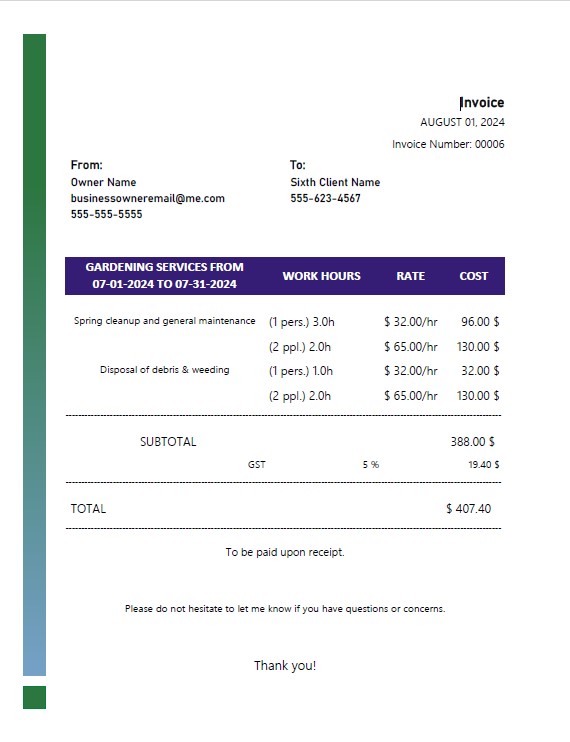 Invoice
AUGUST 01, 2024
Invoice Number: 00006
From:
Owner Name
businessowneremail@me.com
555-555-5555
To:
Sixth Client Name
555-623-4567
GARDENING SERVICES FROM
07-01-2024 TO 07-31-2024
WORK HOURS RATE COST
Spring cleanup and general maintenance (1 pers.) 3.0h $ 32.00/hr 96.00 $
(2 ppl.) 2.0h $ 65.00/hr 130.00 $
Disposal of debris & weeding (1 pers.) 1.0h $ 32.00/hr 32.00 $
(2 ppl.) 2.0h $ 65.00/hr 130.00 $
SUBTOTAL 388.00 $
GST 5 % 19.40 $
TOTAL $ 407.40
To be paid upon receipt.
Please do not hesitate to let me know if you have questions or concerns.
Thank you!